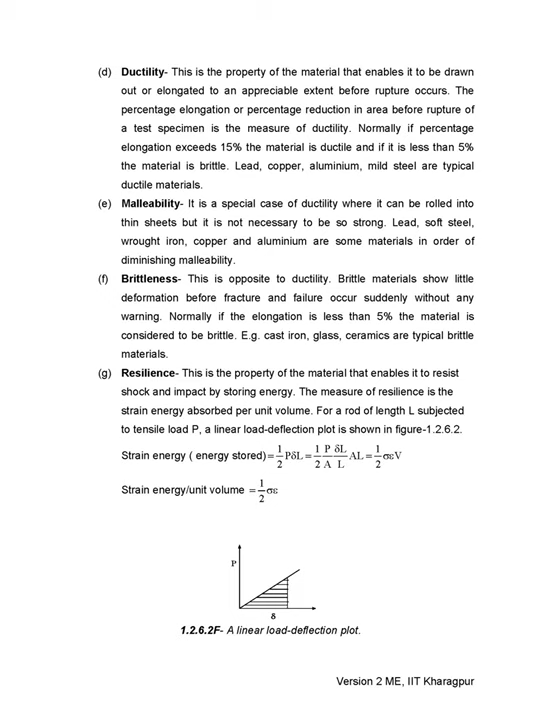 (d) Ductility- This is the property of the material that enables it to be drawn
out or elongated to an appreciable extent before rupture occurs. The
percentage elongation or percentage reduction in area before rupture of
a test specimen is the measure of ductility. Normally if percentage
elongation exceeds 15% the material is ductile and if it is less than 5%
the material is brittle. Lead, copper, aluminium, mild steel are typical
ductile materials.
(e) Malleability- It is a special case of ductility where it can be rolled into
thin sheets but it is not necessary to be so strong. Lead, soft steel,
wrought iron, copper and aluminium are some materials in order of
diminishing malleability.
(f) Brittleness- This is opposite to ductility. Brittle materials show little
deformation before fracture and failure occur suddenly without any
warning. Normally if the elongation is less than 5% the material is
considered to be brittle. E.g. cast iron, glass, ceramics are typical brittle
materials.
(g) Resilience- This is the property of the material that enables it to resist
shock and impact by storing energy. The measure of resilience is the
strain energy absorbed per unit volume. For a rod of length L subjected
to tensile load P, a linear load-deflection plot is shown in figure-1.2.6.2.
Strain energy ( energy stored) = 1/2 PδL = 1/2 P/A δL/L AL = 1/2 σεV
Strain energy/unit volume = 1/2 σε
P
δ
1.2.6.2F- A linear load-deflection plot.
Version 2 ME, IIT Kharagpur